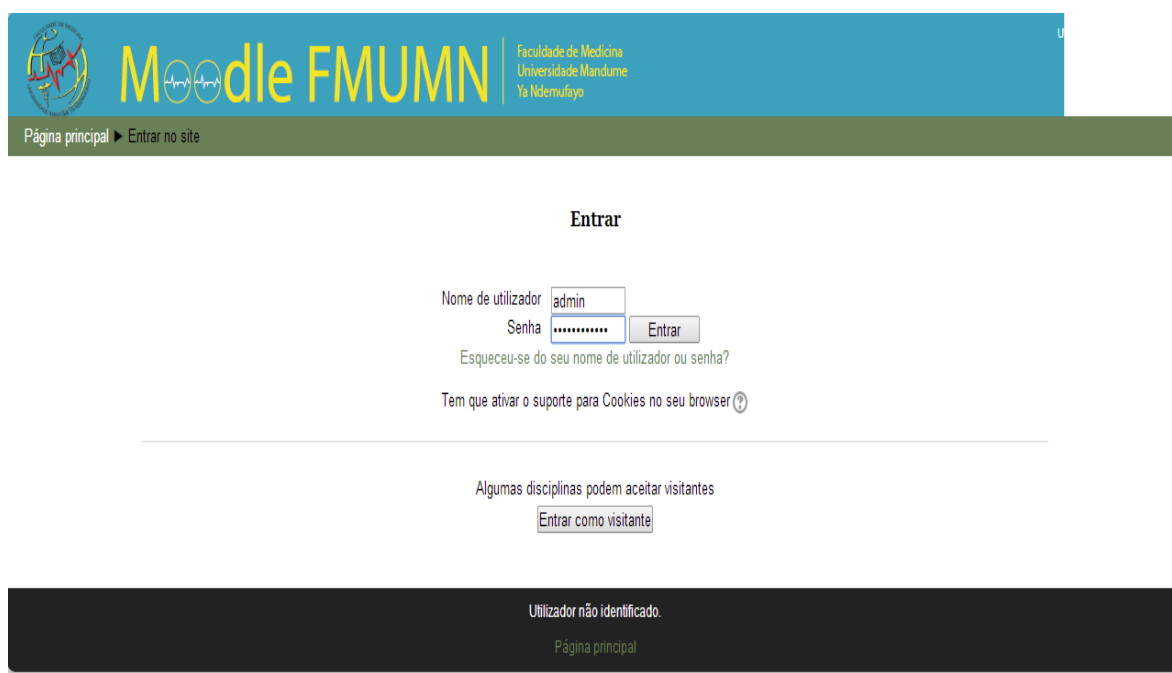 Moodle FMUMN
Faculdade de Medicina
Universidade Mandume
Ya Ndemufayo
U
Página principal ► Entrar no site
Entrar
Nome de utilizador admin
Senha •••••••••••• Entrar
Esqueceu-se do seu nome de utilizador ou senha?
Tem que ativar o suporte para Cookies no seu browser ?
Algumas disciplinas podem aceitar visitantes
Entrar como visitante
Utilizador não identificado.
Página principal